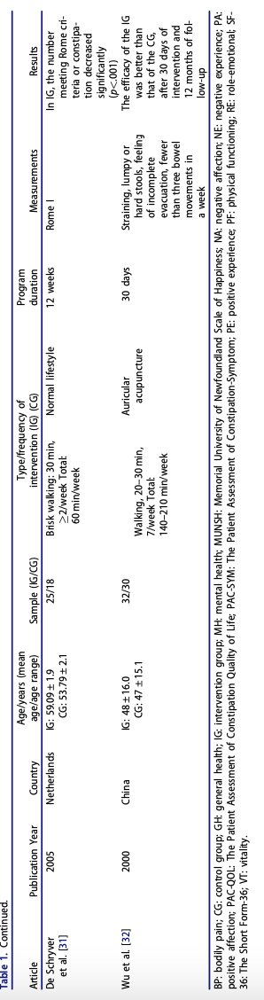 Table 1. Continued.
Article Publication Year Country Age/years (mean age/age range) Sample (IG/CG) Type/frequency of intervention (IG) (CG) Program duration Measurements Results
De Schryver et al. [31] 2005 Netherlands IG: 59.09 ± 1.9 CG: 53.79 ± 2.1 25/18 Brisk walking: 30 min, ≥2/week Total: 60 min/week Normal lifestyle 12 weeks Rome I In IG, the number meeting Rome criteria or constipation decreased significantly (p<.001)
Wu et al. [32] 2000 China IG: 48 ± 16.0 CG: 47 ± 15.1 32/30 Walking, 20–30 min, 7/week Total: 140–210 min/week Auricular acupuncture 30 days Straining, lumpy or hard stools, feeling of incomplete evacuation, fewer than three bowel movements in a week The efficacy of the IG was better than that of the CG, after 30 days of intervention and 12 months of follow-up
BP: bodily pain; CG: control group; GH: general health; IG: intervention group; MH: mental health; MUNSH: Memorial University of Newfoundland Scale of Happiness; NA: negative affection; NE: negative experience; PA:
positive affection; PAC-QOL: The Patient Assessment of Constipation Quality of Life; PAC-SYM: The Patient Assessment of Constipation-Symptom; PE: positive experience; PF: physical functioning; RE: role-emotional; SF-
36: The Short Form-36; VT: vitality.